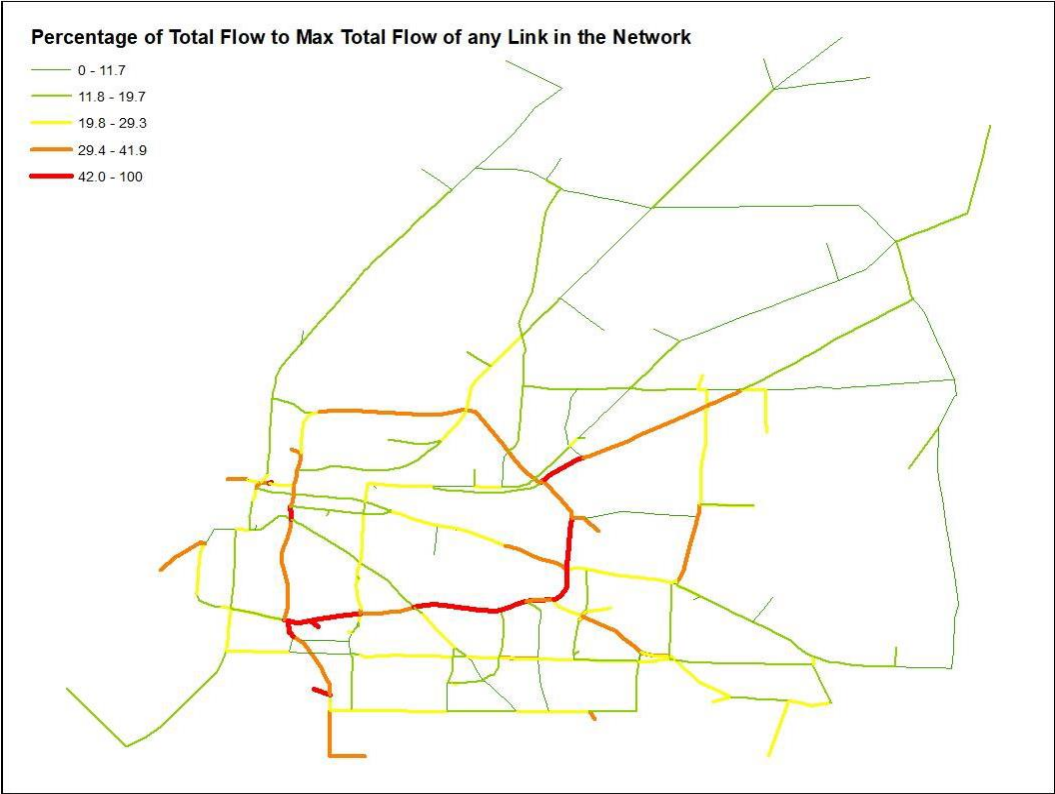 Percentage of Total Flow to Max Total Flow of any Link in the Network
0 - 11.7
11.8 - 19.7
19.8 - 29.3
29.4 - 41.9
42.0 - 100